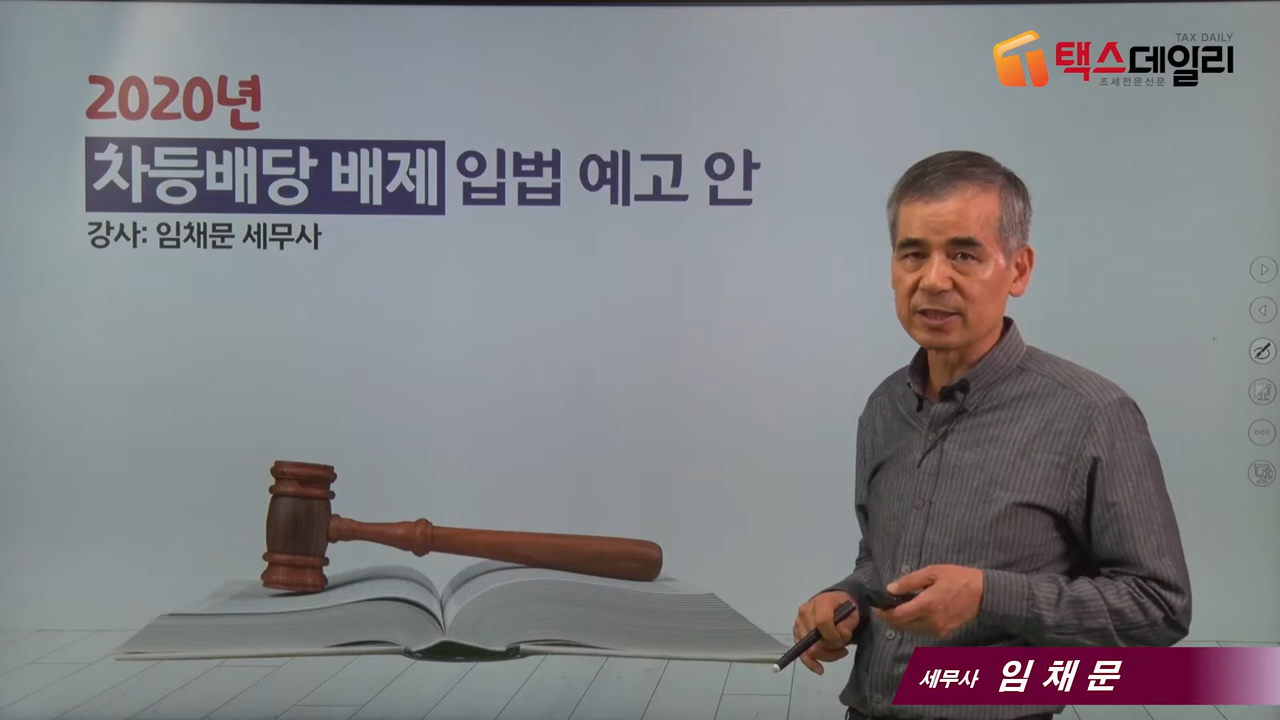 TAX DAILY
택스데일리
조세전문신문
2020년
차등배당 배제 입법 예고 안
강사: 임채문 세무사
세무사 임채문